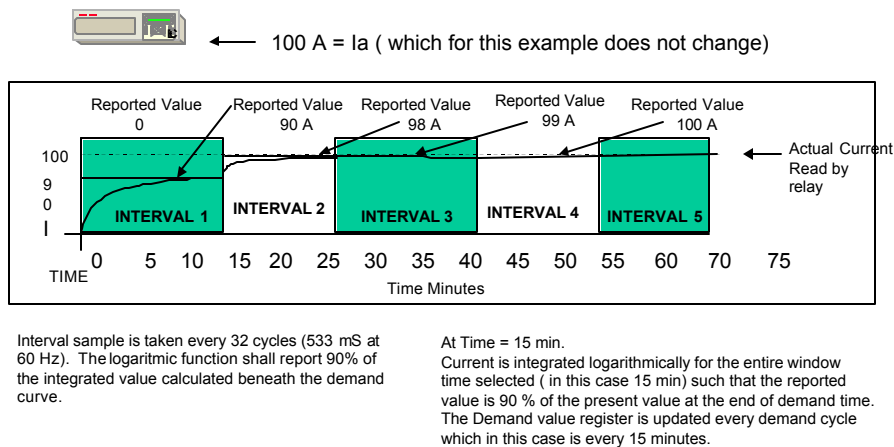 100 A = Ia ( which for this example does not change)
Reported Value
0
Reported Value
90 A
Reported Value
98 A
Reported Value
99 A
Reported Value
100 A
100
9
0
I
INTERVAL 1
INTERVAL 2
INTERVAL 3
INTERVAL 4
INTERVAL 5
Actual Current
Read by
relay
TIME
0 5 10 15 20 25 30 35 40 45 50 55 60 70 75
Time Minutes
Interval sample is taken every 32 cycles (533 mS at
60 Hz). The logaritmic function shall report 90% of
the integrated value calculated beneath the demand
curve.
At Time = 15 min.
Current is integrated logarithmically for the entire window
time selected ( in this case 15 min) such that the reported
value is 90 % of the present value at the end of demand time.
The Demand value register is updated every demand cycle
which in this case is every 15 minutes.